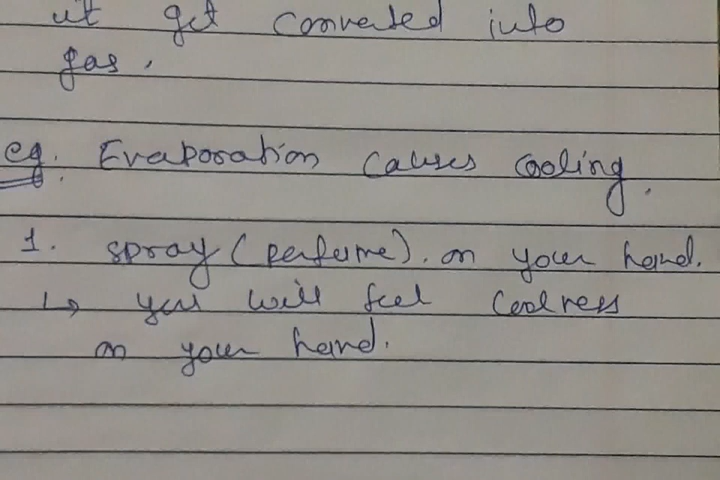 it get converted into
gas.
eg. Evaporation causes cooling.
1. spray (perfume). on your hand.
↳ you will feel coolness
on your hand.